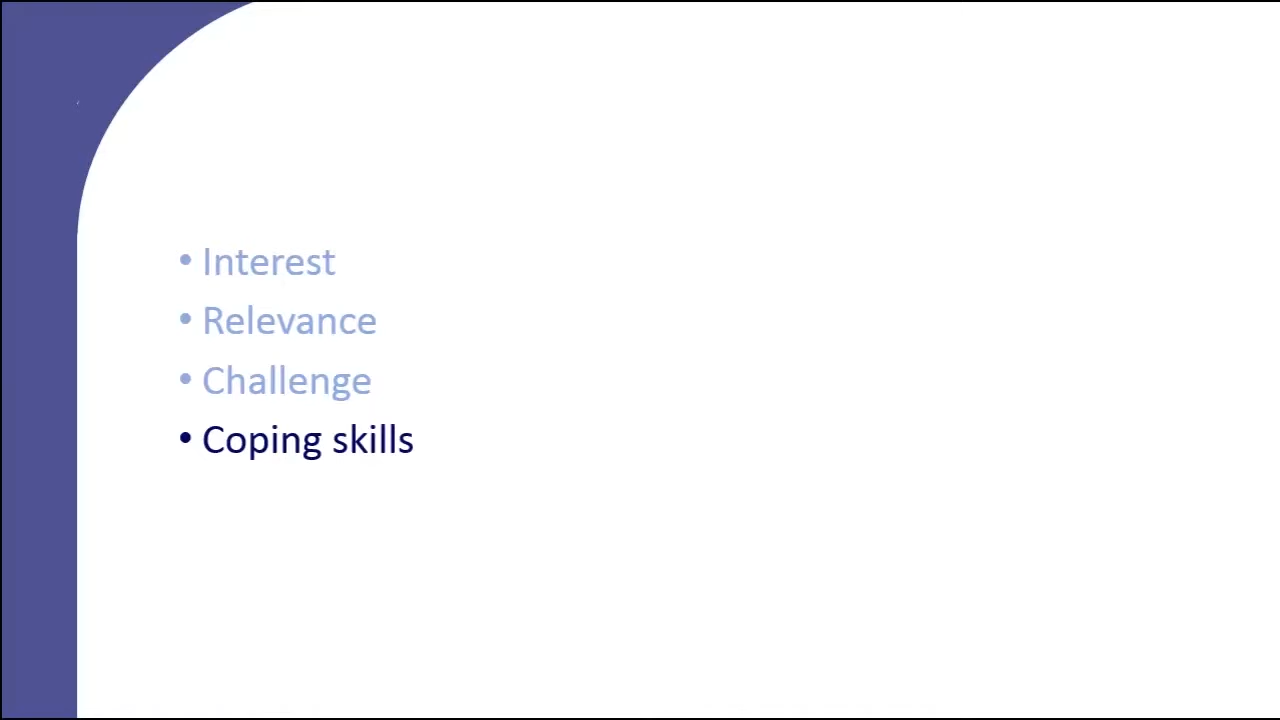 • Interest
• Relevance
• Challenge
• Coping skills